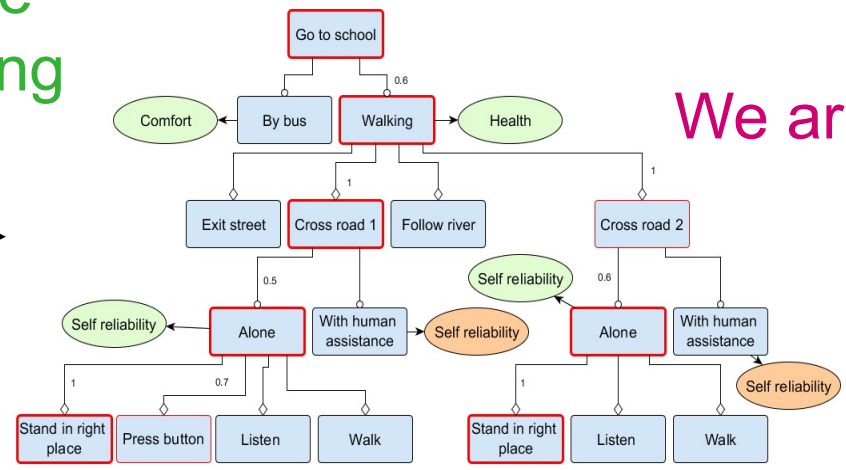 ng
We ar
Go to school
0.6
Comfort
By bus
Walking
Health
1
1
Exit street
Cross road 1
Follow river
Cross road 2
0.5
0.6
Self reliability
Self reliability
Alone
With human
assistance
Self reliability
Alone
With human
assistance
Self reliability
1
0.7
1
Stand in right
place
Press button
Listen
Walk
Stand in right
place
Listen
Walk